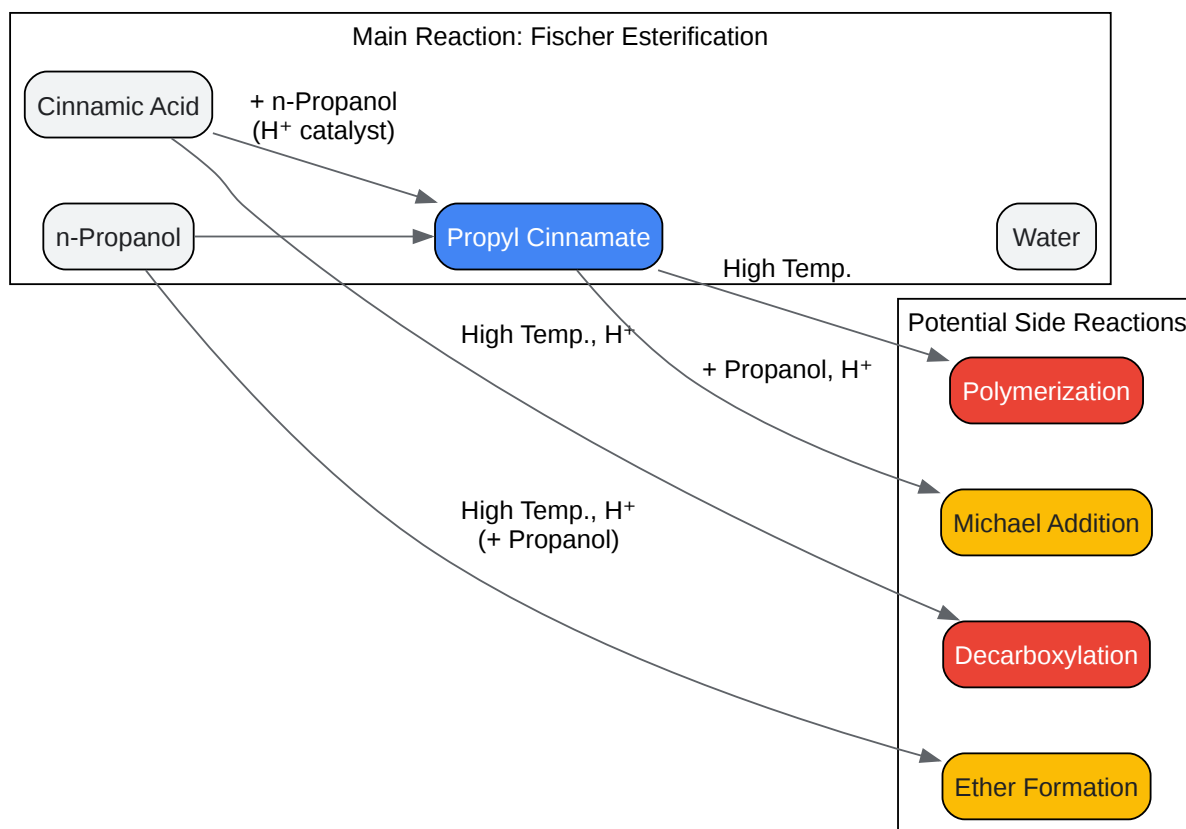 Main Reaction: Fischer Esterification
Cinnamic Acid
+ n-Propanol
(H⁺ catalyst)
n-Propanol
Propyl Cinnamate
Water
High Temp.
Potential Side Reactions
High Temp., H⁺
+ Propanol, H⁺
Polymerization
Michael Addition
High Temp., H⁺
(+ Propanol)
Decarboxylation
Ether Formation